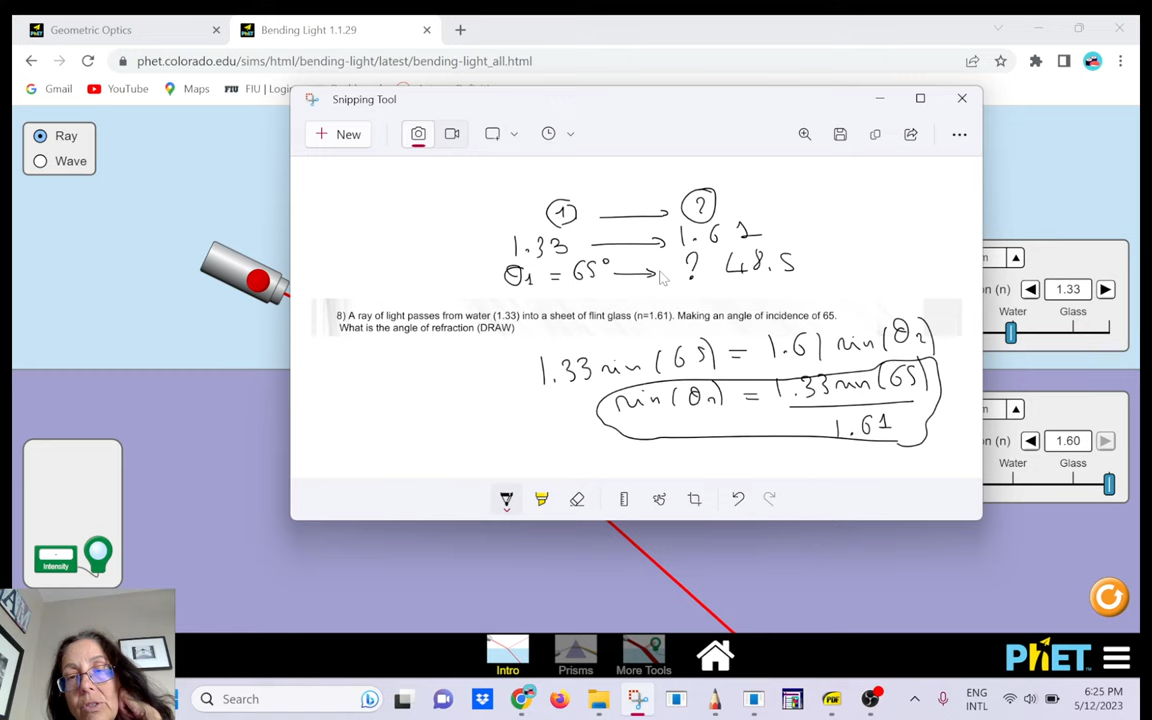 Geometric Optics
Bending Light 1.1.29
phet.colorado.edu/sims/html/bending-light/latest/bending-light_all.html
Gmail
YouTube
Maps
FIU | Login
Ray
Wave
Snipping Tool
New
1 → ?
1.33 → 1.61
θ1 = 65° → ? 48.5
8) A ray of light passes from water (1.33) into a sheet of flint glass (n=1.61). Making an angle of incidence of 65.
What is the angle of refraction (DRAW)
1.33 sin(65) = 1.61 sin(θ2)
sin(θ2) = 1.33 sin(65)
1.61
on (n)
1.33
Water
Glass
on (n)
1.60
Water
Glass
Intensity
Intro
Prisms
More Tools
PhET
Search
ENG
INTL
6:25 PM
5/12/2023